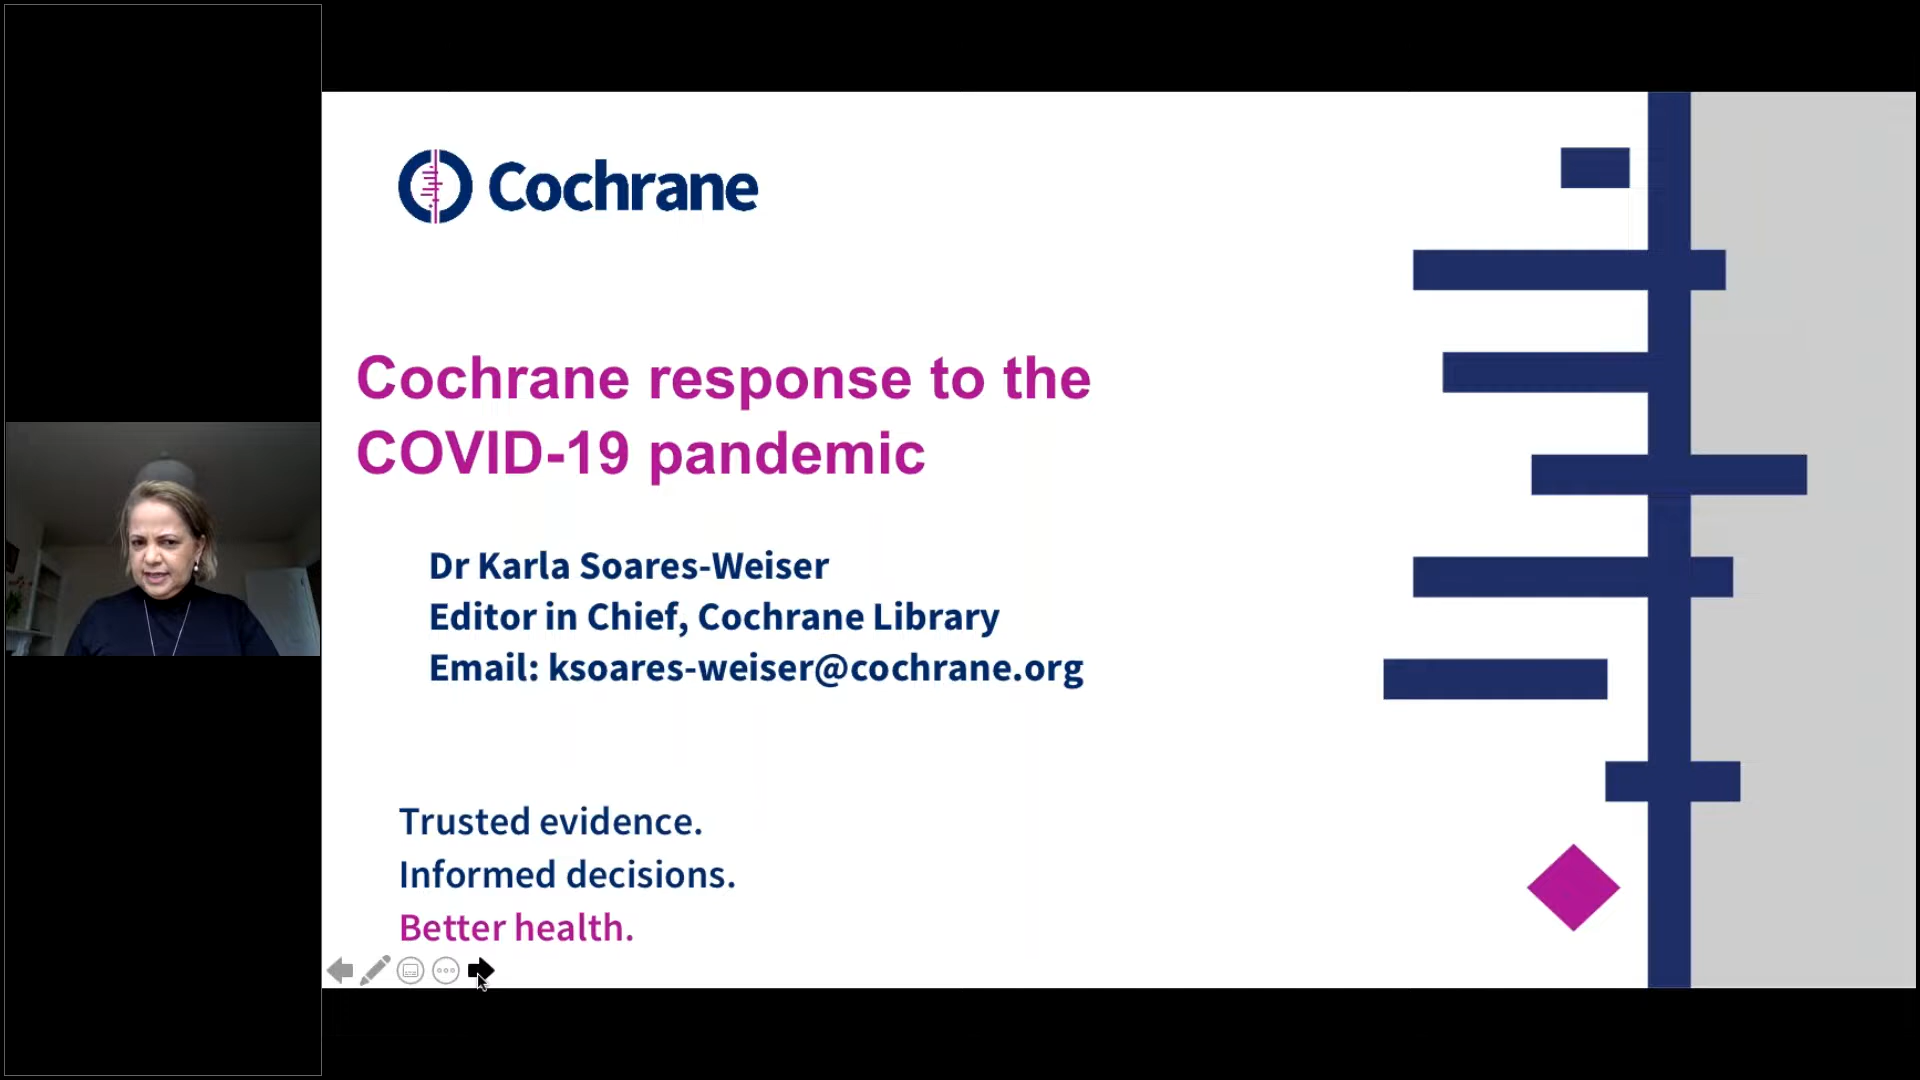 Cochrane
Cochrane response to the
COVID-19 pandemic
Dr Karla Soares-Weiser
Editor in Chief, Cochrane Library
Email: ksoares-weiser@cochrane.org
Trusted evidence.
Informed decisions.
Better health.